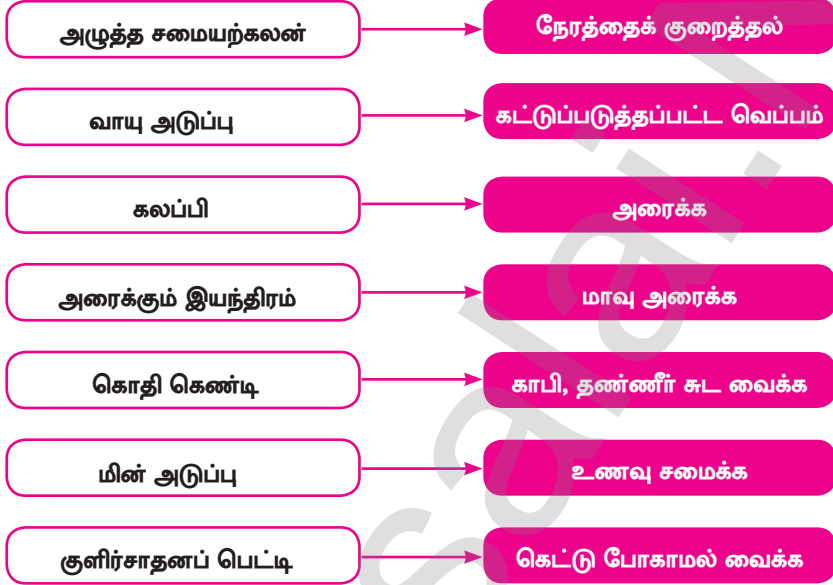 அழுத்த சமையற்கலன்
நேரத்தைக் குறைத்தல்
வாயு அடுப்பு
கட்டுப்படுத்தப்பட்ட வெப்பம்
கலப்பி
அரைக்க
அரைக்கும் இயந்திரம்
மாவு அரைக்க
கொதி கெண்டி
காபி, தண்ணீர் சுட வைக்க
மின் அடுப்பு
உணவு சமைக்க
குளிர்சாதனப் பெட்டி
கெட்டு போகாமல் வைக்க
salai.